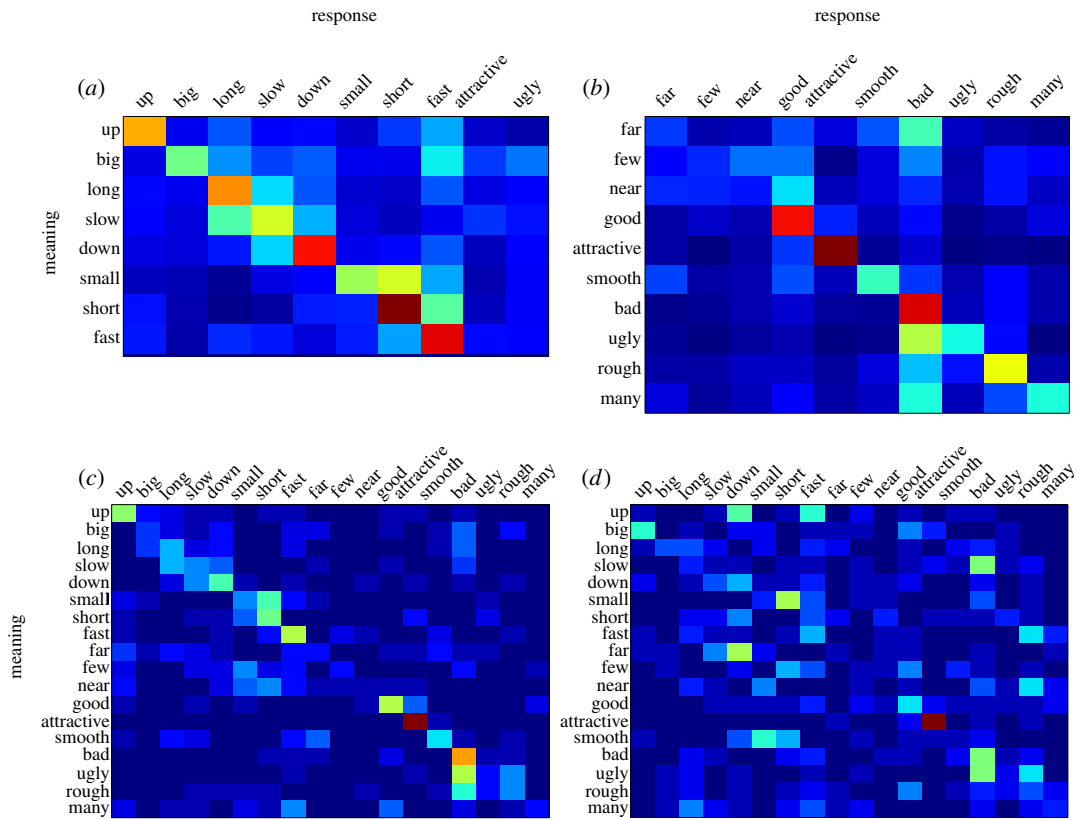 response
response
(a)
up big long slow down small short fast attractive ugly
(b)
far few near good attractive smooth bad ugly rough many
meaning
up
big
long
slow
down
small
short
fast
far
few
near
good
attractive
smooth
bad
ugly
rough
many
(c)
up big long slow down small short fast far few near good attractive smooth bad ugly rough many
(d)
up big long slow down small short fast far few near good attractive smooth bad ugly rough many
meaning
up
big
long
slow
down
small
short
fast
far
few
near
good
attractive
smooth
bad
ugly
rough
many
up
big
long
slow
down
small
short
fast
far
few
near
good
attractive
smooth
bad
ugly
rough
many